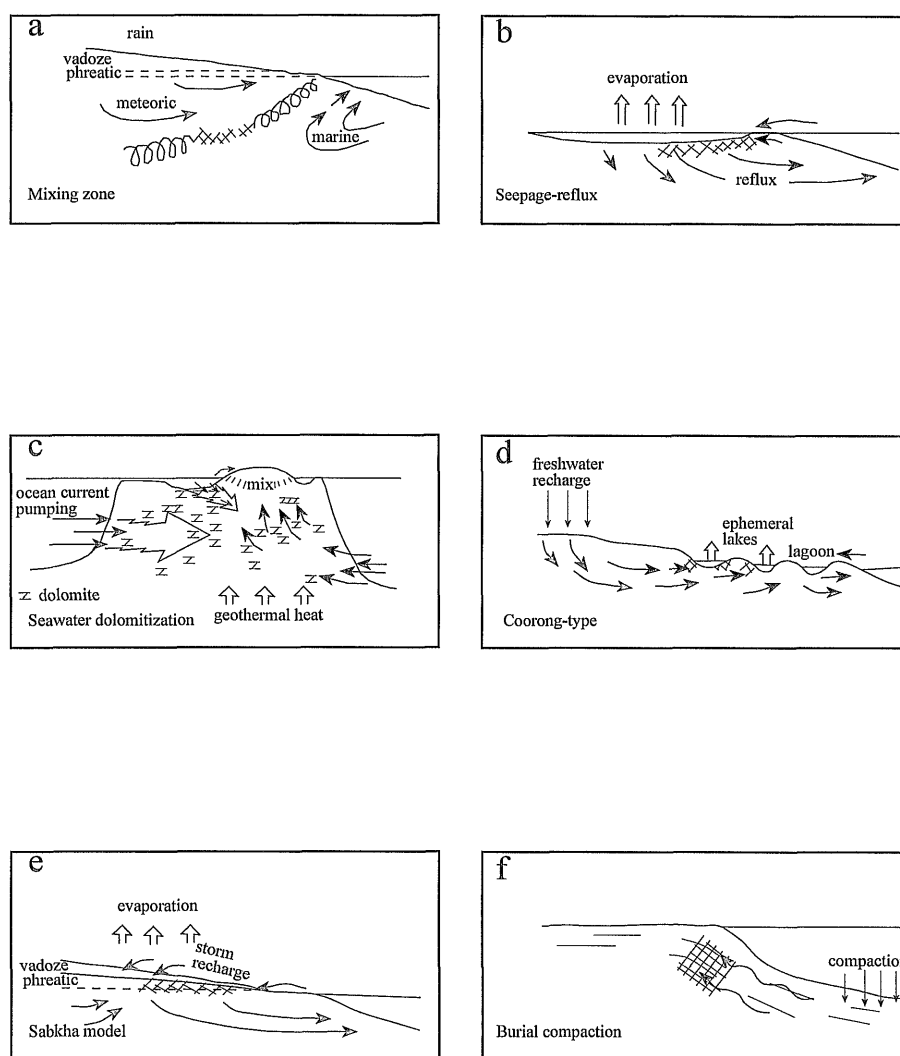 a
rain
vadoze
phreatic
meteoric
marine
Mixing zone
b
evaporation
reflux
Seepage-reflux
c
mix
ocean current
pumping
dolomite
geothermal heat
Seawater dolomitization
d
freshwater
recharge
ephemeral
lakes
lagoon
Coorong-type
e
evaporation
storm
recharge
vadoze
phreatic
Sabkha model
f
compaction
Burial compaction